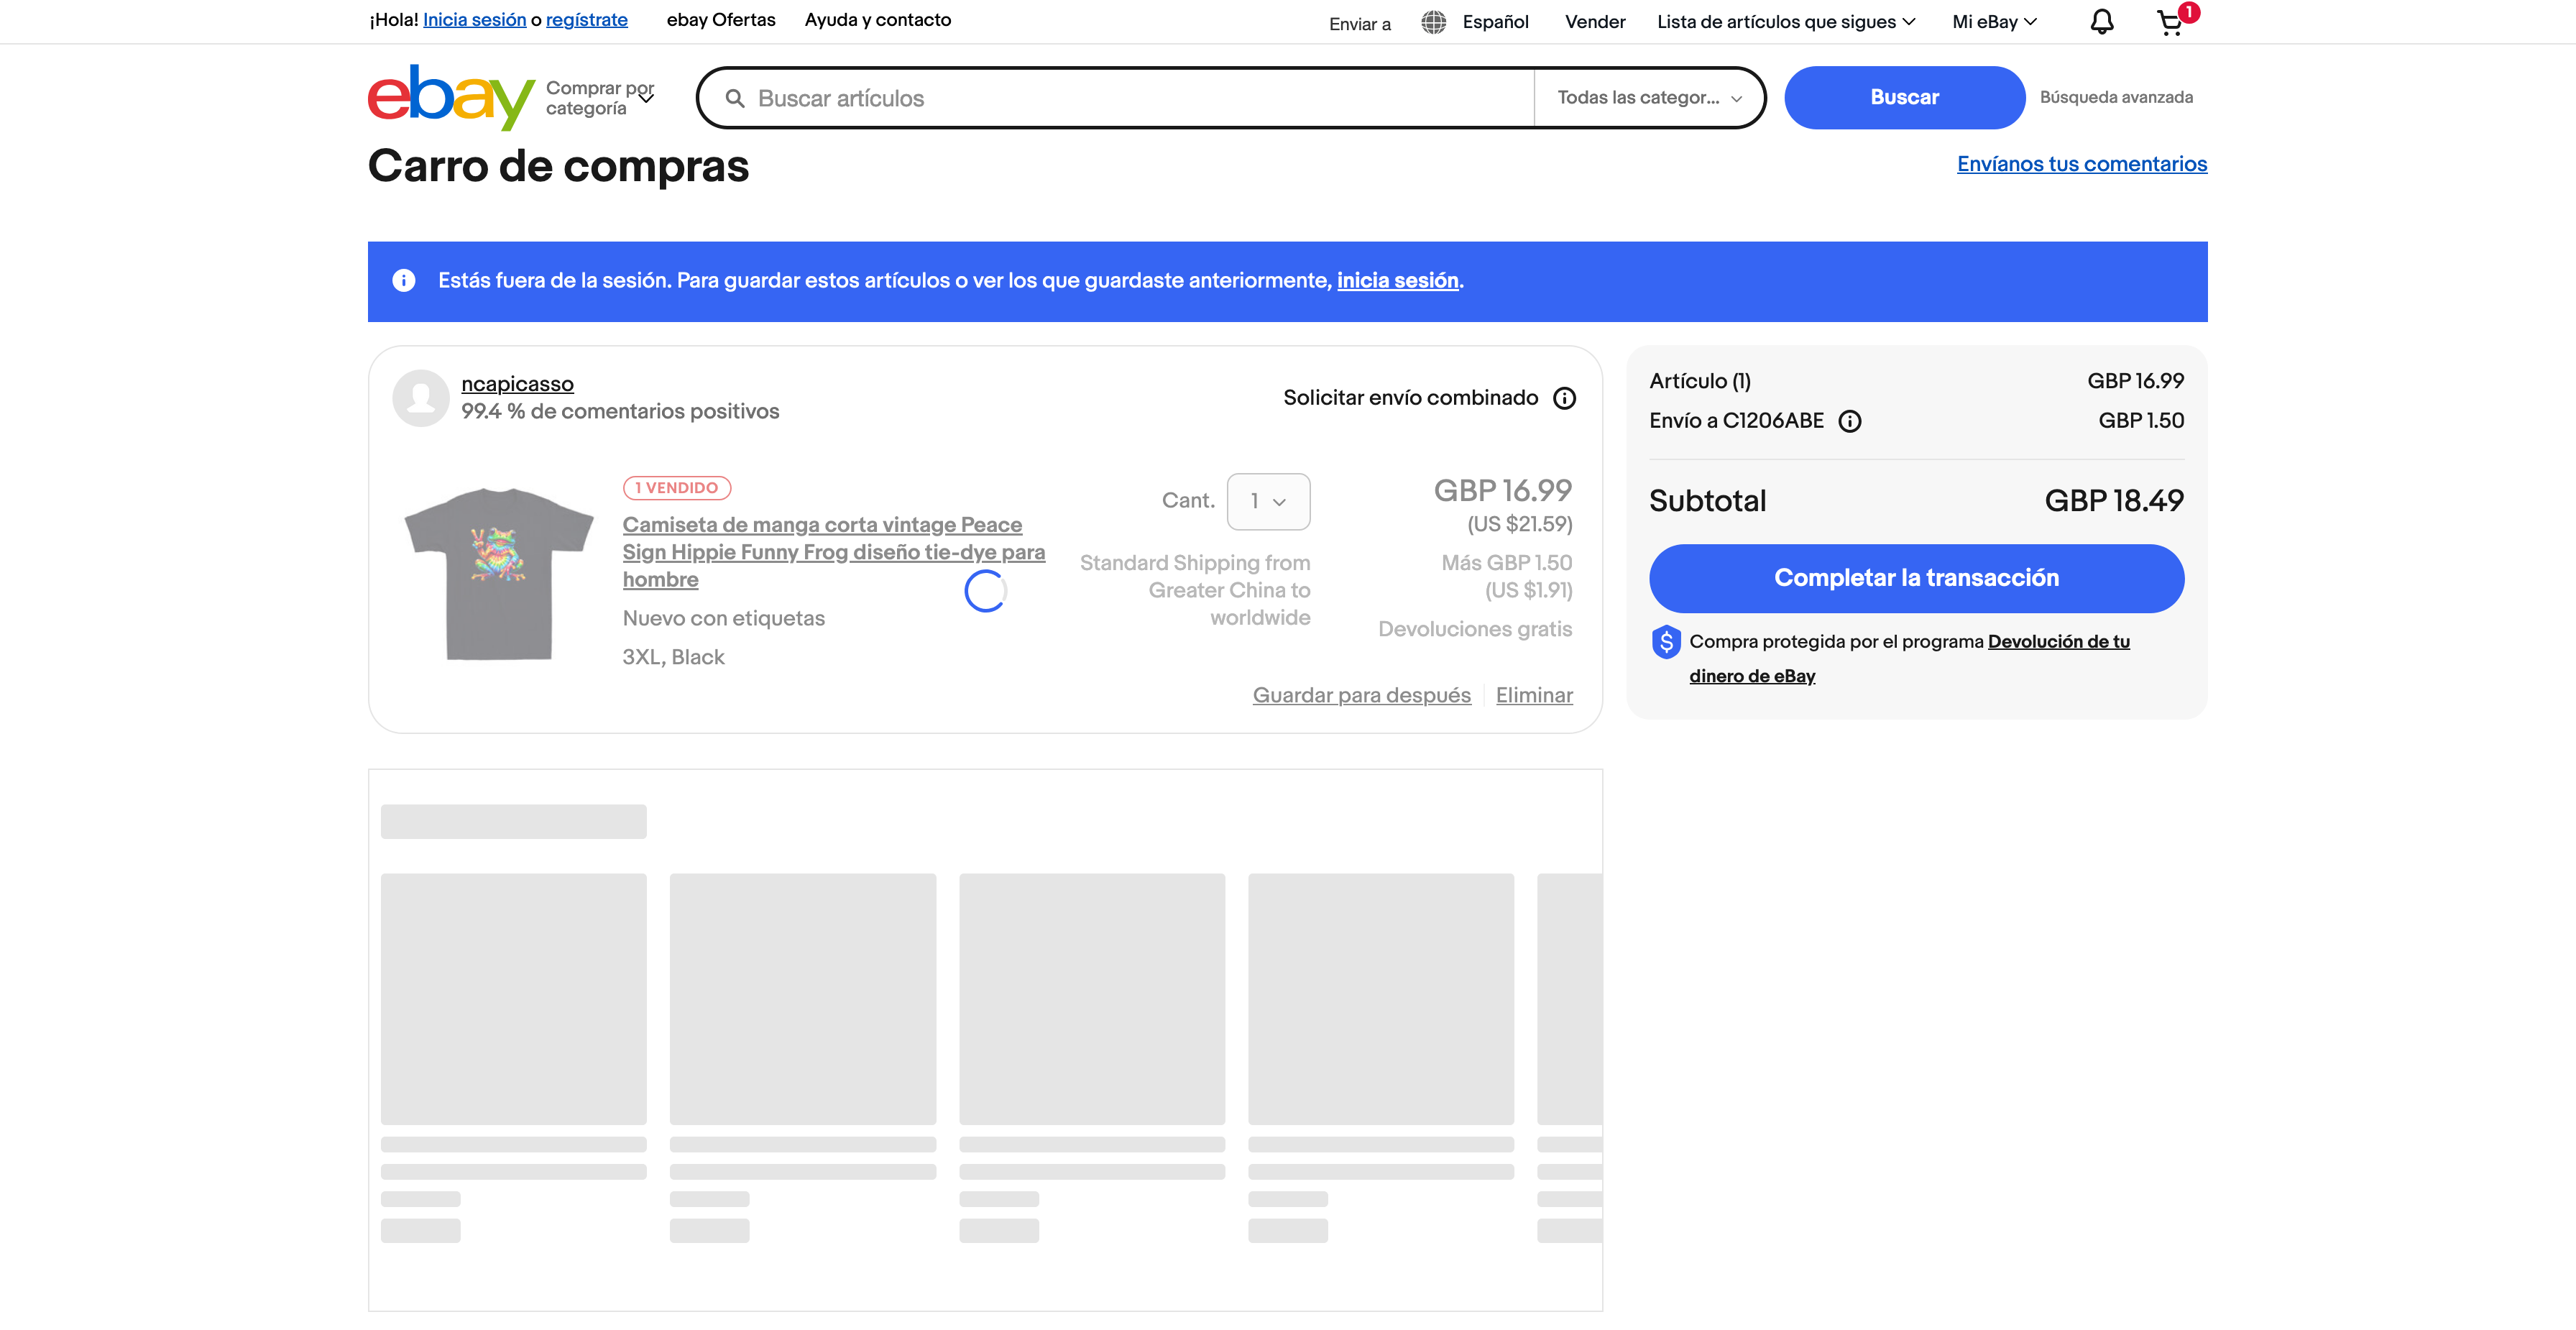 ¡Hola! Inicia sesión o regístrate ebay Ofertas Ayuda y contacto Enviar a Español Vender Lista de artículos que sigues Mi eBay 1
ebay Comprar por categoría Buscar artículos Todas las categor... Buscar Búsqueda avanzada
Carro de compras Envíanos tus comentarios
Estás fuera de la sesión. Para guardar estos artículos o ver los que guardaste anteriormente, inicia sesión.
ncapicasso
99.4 % de comentarios positivos
Solicitar envío combinado
1 VENDIDO
Camiseta de manga corta vintage Peace
Sign Hippie Funny Frog diseño tie-dye para
hombre
Nuevo con etiquetas
3XL, Black
Cant. 1
Standard Shipping from
Greater China to
worldwide
GBP 16.99
(US $21.59)
Más GBP 1.50
(US $1.91)
Devoluciones gratis
Guardar para después Eliminar
Artículo (1) GBP 16.99
Envío a C1206ABE GBP 1.50
Subtotal GBP 18.49
Completar la transacción
Compra protegida por el programa Devolución de tu
dinero de eBay